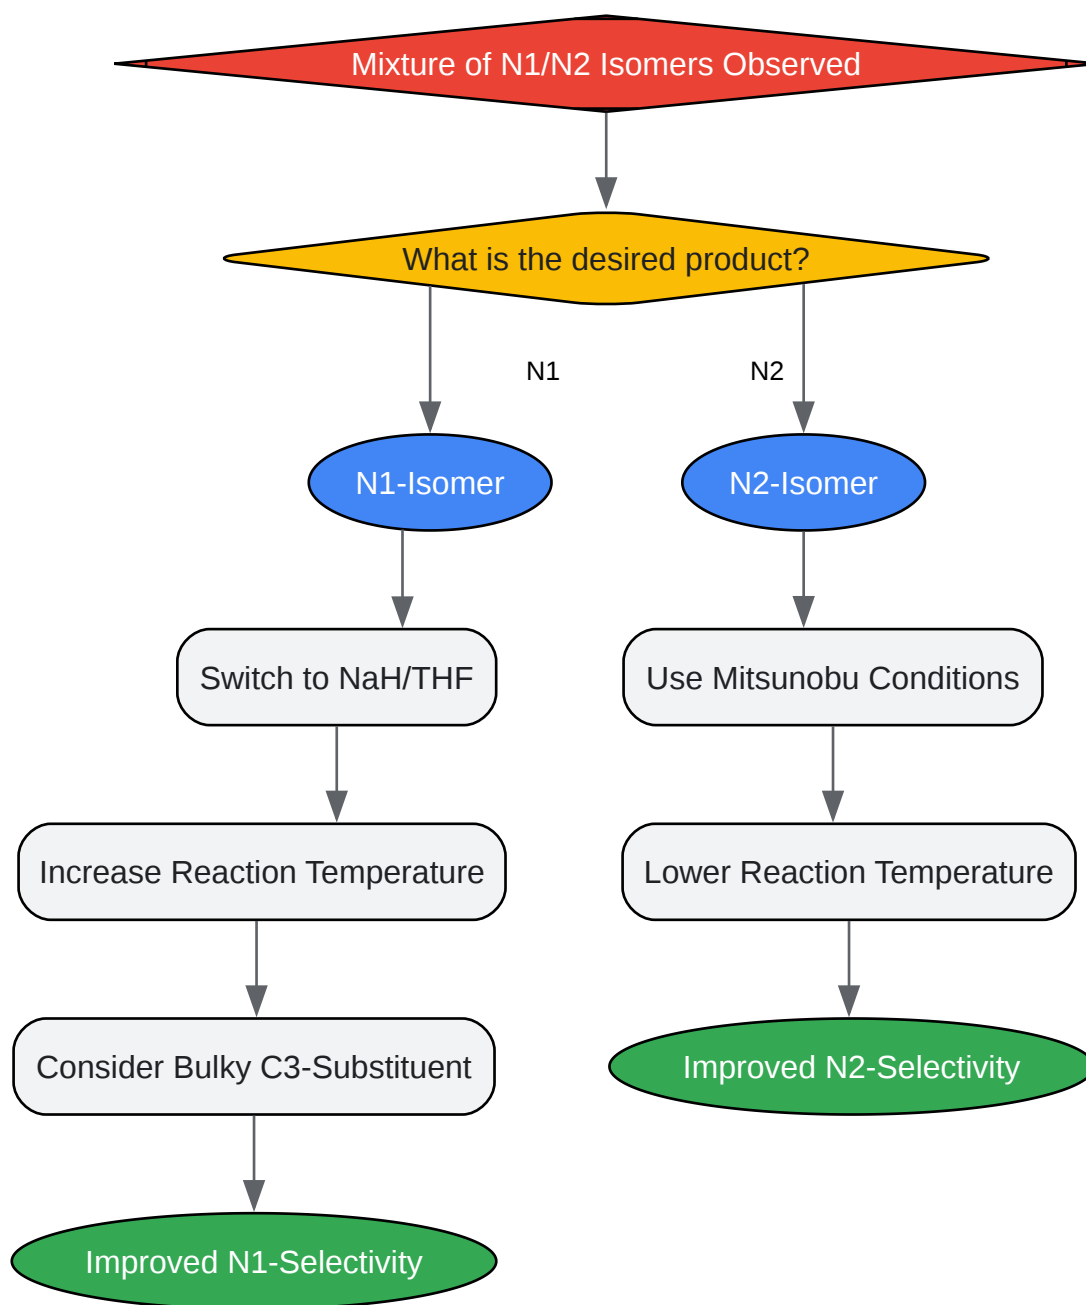 Mixture of N1/N2 Isomers Observed
What is the desired product?
N1
N2
N1-Isomer
N2-Isomer
Switch to NaH/THF
Use Mitsunobu Conditions
Increase Reaction Temperature
Lower Reaction Temperature
Consider Bulky C3-Substituent
Improved N2-Selectivity
Improved N1-Selectivity